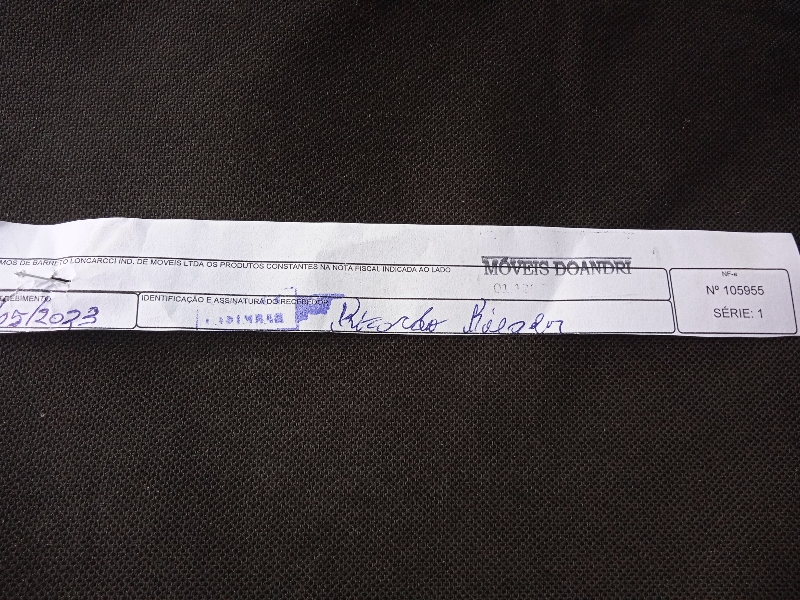 MOS DE BARRETO LONCARCCI IND. DE MOVEIS LTDA OS PRODUTOS CONSTANTES NA NOTA FISCAL INDICADA AO LADO
MÓVEIS DOANDRI
NF-e
Nº 105955
SÉRIE: 1
CEBIMENTO
05/2023
IDENTIFICAÇÃO E ASSINATURA DO RECEBEDOR
Ricardo